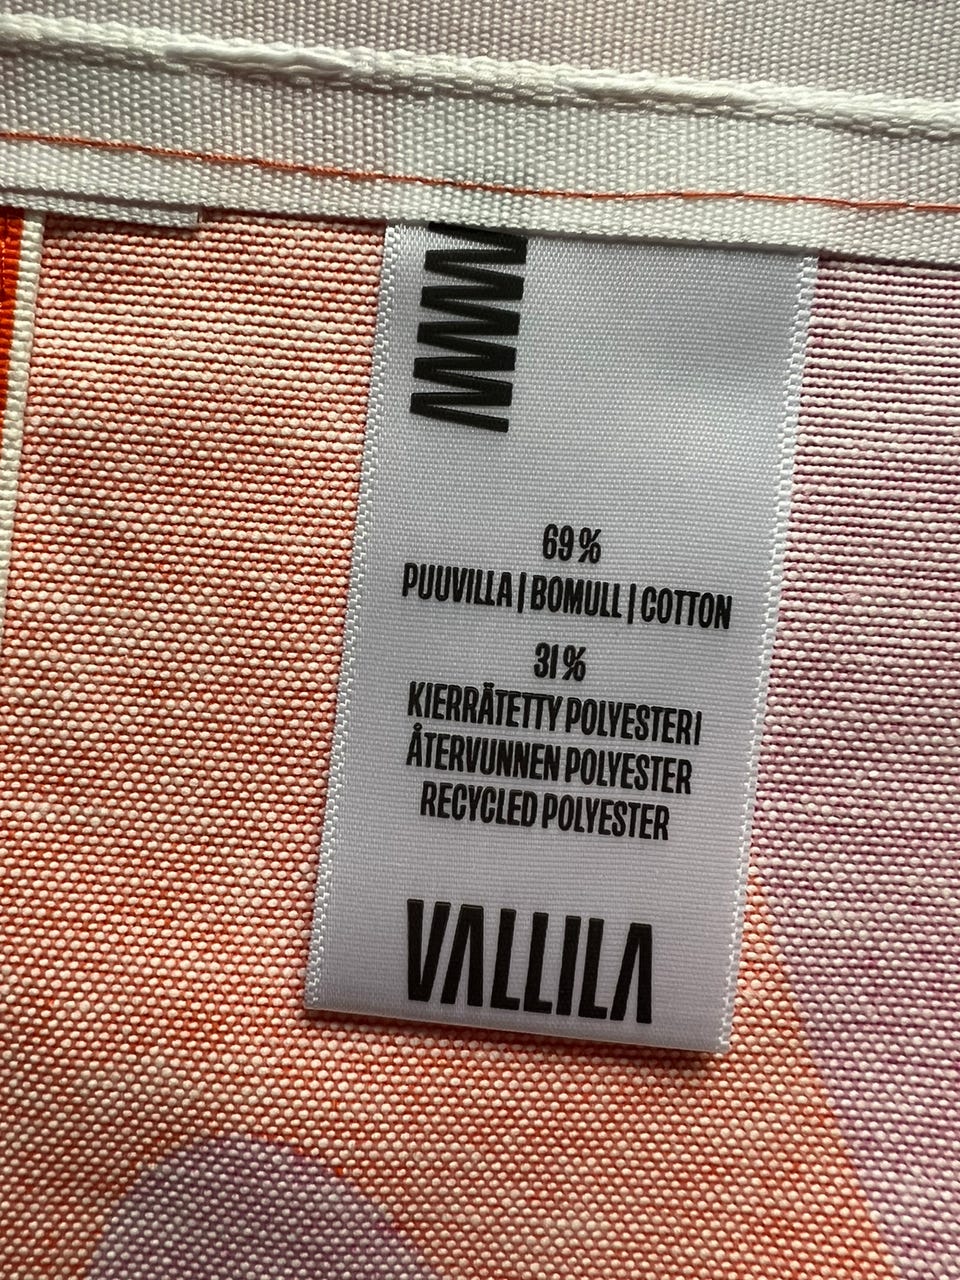 69%
PUUVILLA | BOMULL | COTTON
31%
KIERRÄTETTY POLYESTERI
ÅTERVUNNEN POLYESTER
RECYCLED POLYESTER
VALLILA